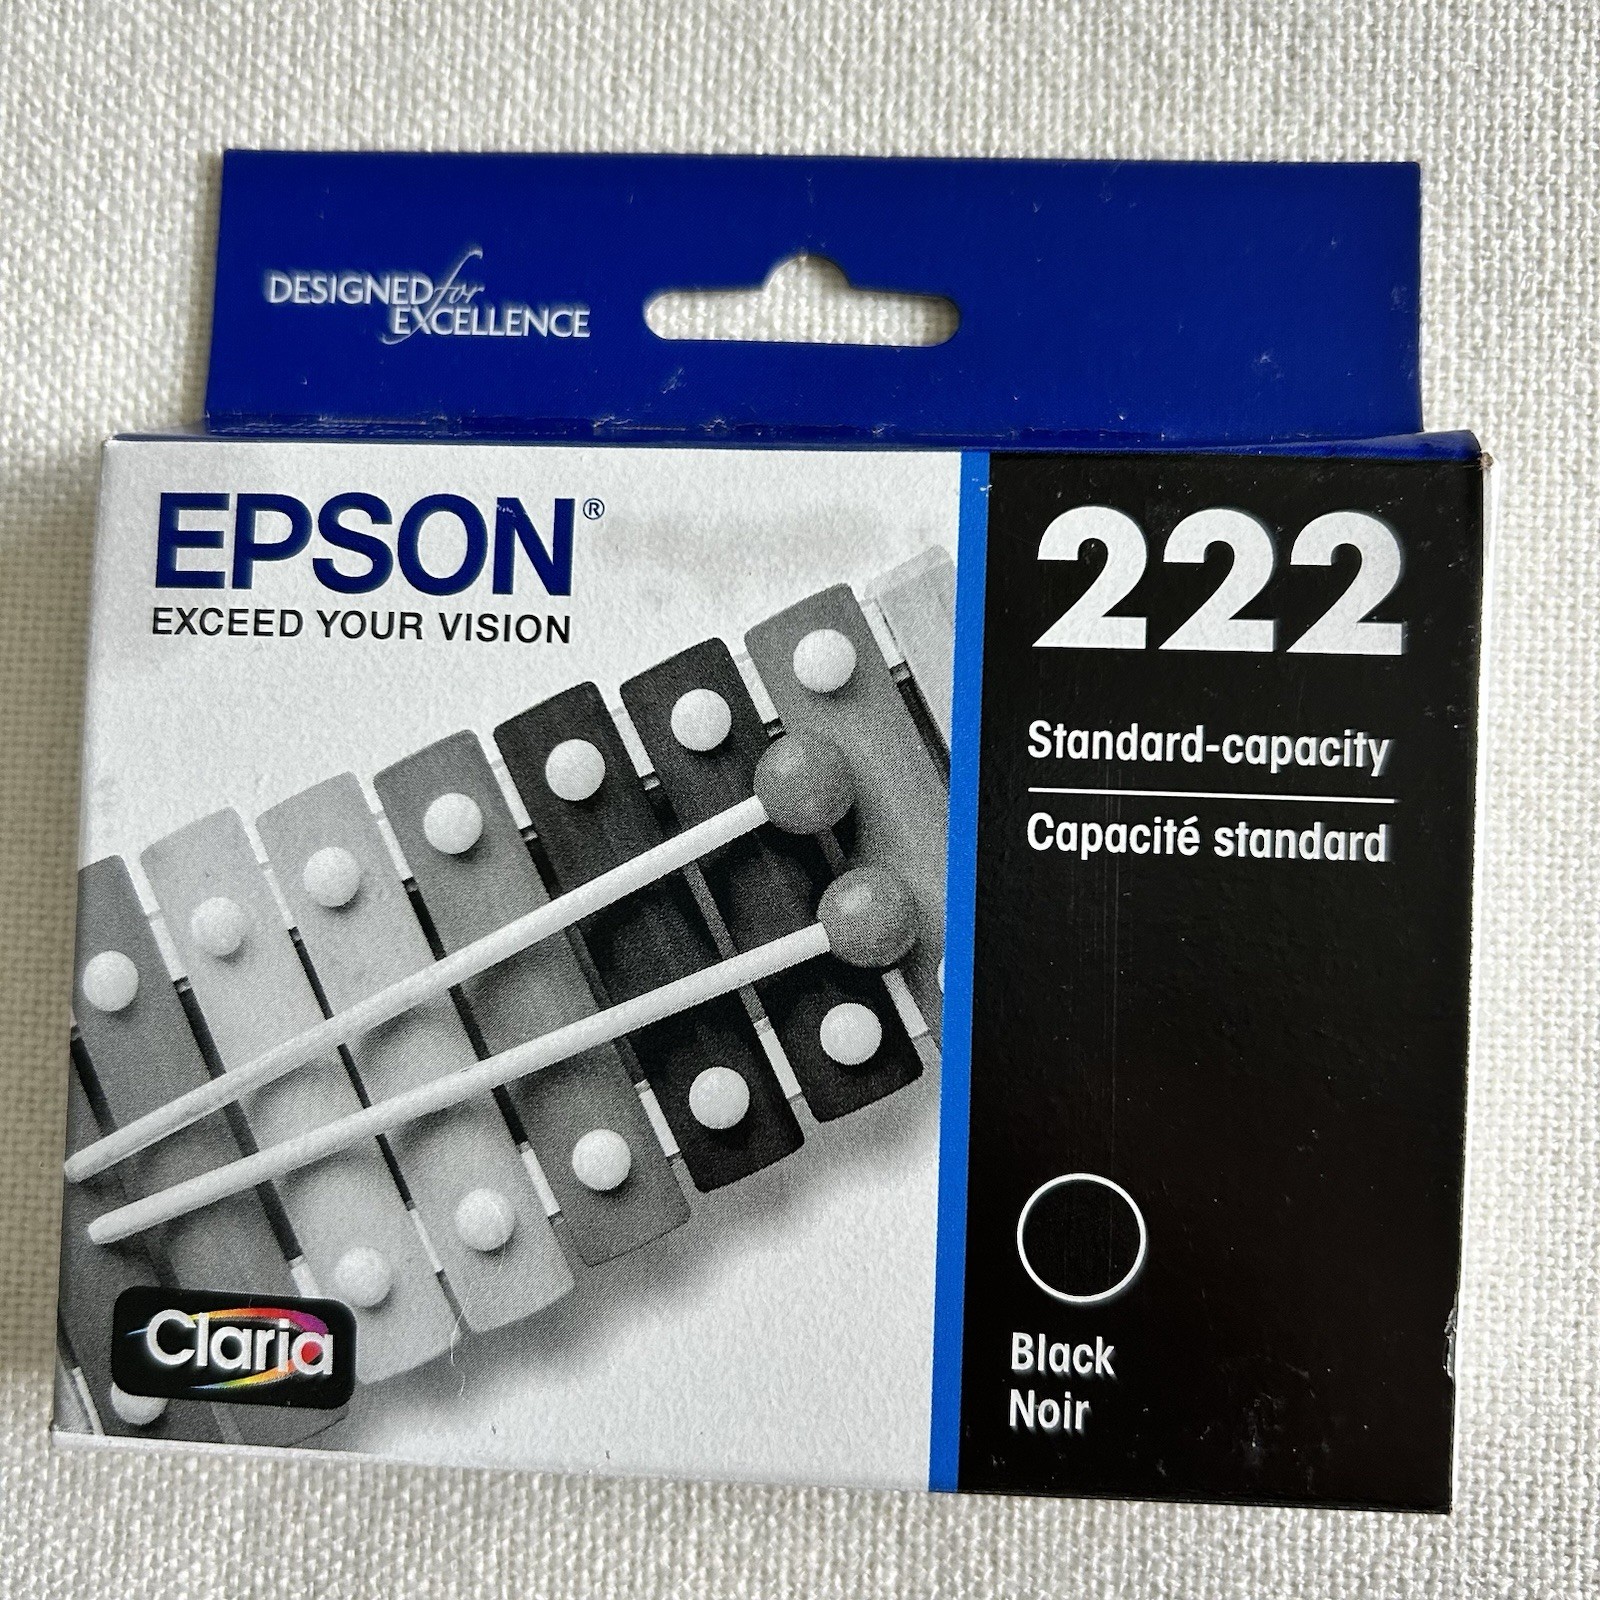 DESIGNED for
EXCELLENCE
EPSON®
EXCEED YOUR VISION
222
Standard-capacity
Capacité standard
Claria
Black
Noir